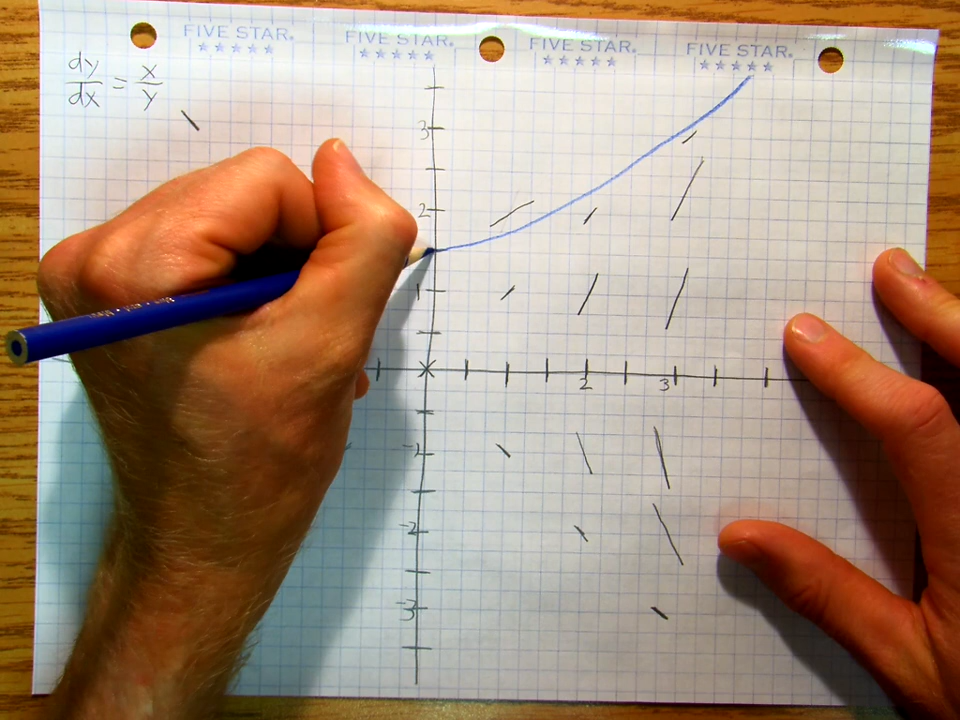 FIVE STAR. FIVE STAR. FIVE STAR. FIVE STAR.
★★★★★ ★★★★★ ★★★★★ ★★★★★
dy/dx = x/y
3
2
1
2 3
-1
-2
-3